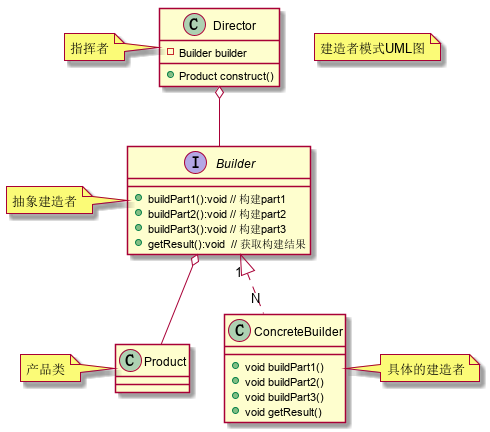 C Director
指挥者
建造者模式UML图
Builder builder
Product construct()
I Builder
抽象建造者
buildPart1():void // 构建part1
buildPart2():void // 构建part2
buildPart3():void // 构建part3
getResult():void // 获取构建结果
1
N
C Product
产品类
C ConcreteBuilder
void buildPart1()
void buildPart2()
void buildPart3()
void getResult()
具体的建造者